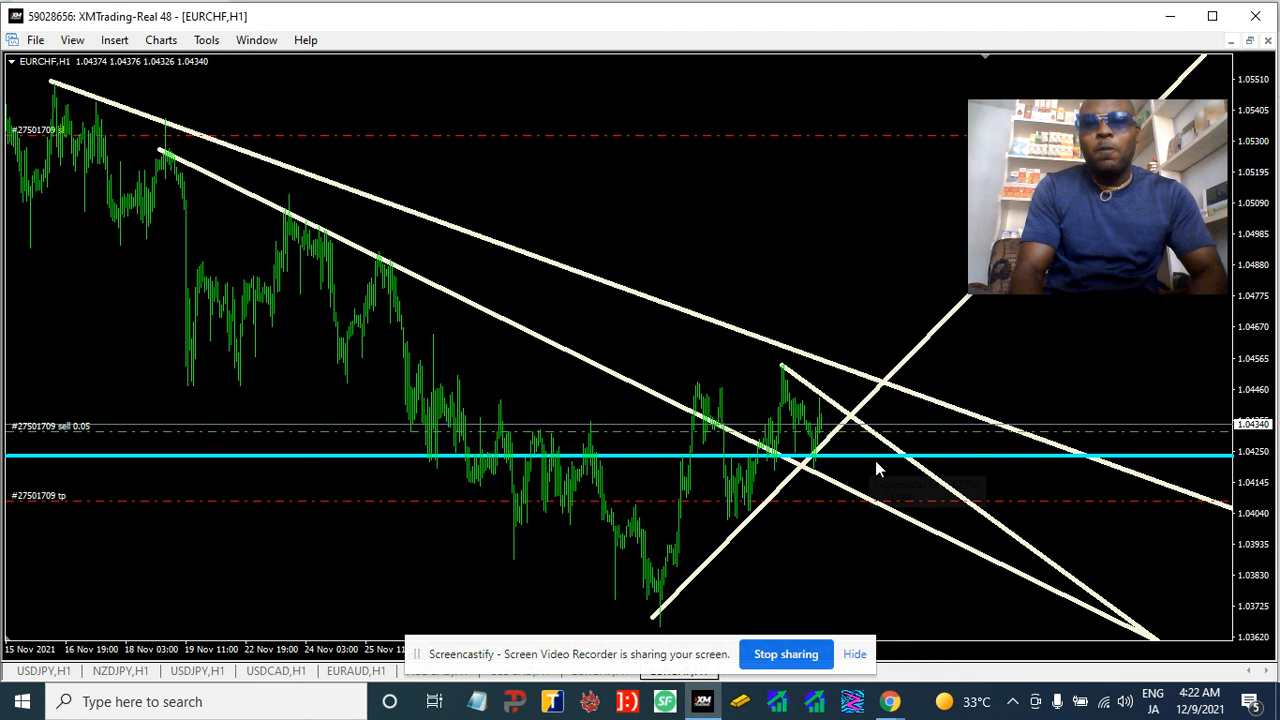 59028656: XMTrading-Real 48 - [EURCHF,H1]
File View Insert Charts Tools Window Help
EURCHF,H1 1.04374 1.04376 1.04326 1.04340
1.05510
1.05405
#27501709 sl
1.05300
1.05195
1.05090
1.04985
1.04880
1.04775
1.04670
1.04565
1.04460
#27501709 sell 0.05
1.04340
1.04250
#27501709 tp
1.04145
1.04040
1.03935
1.03830
1.03725
1.03620
15 Nov 2021 16 Nov 19:00 18 Nov 03:00 19 Nov 11:00 22 Nov 19:00 24 Nov 03:00 25 Nov 11
Screencastify - Screen Video Recorder is sharing your screen. Stop sharing Hide
USDJPY,H1 NZDJPY,H1 USDJPY,H1 USDCAD,H1 EURAUD,H1
Type here to search
33°C
ENG
JA
4:22 AM
12/9/2021
5